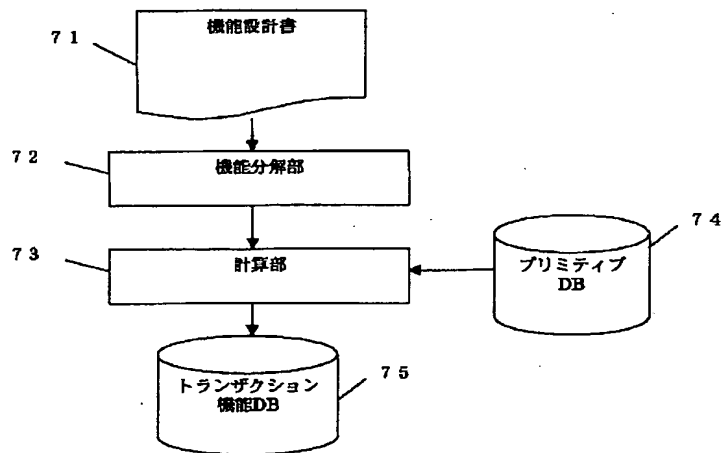 機能設計書
７１
機能分解部
７２
計算部
７３
プリミティブ
DB
７４
トランザクション
機能DB
７５